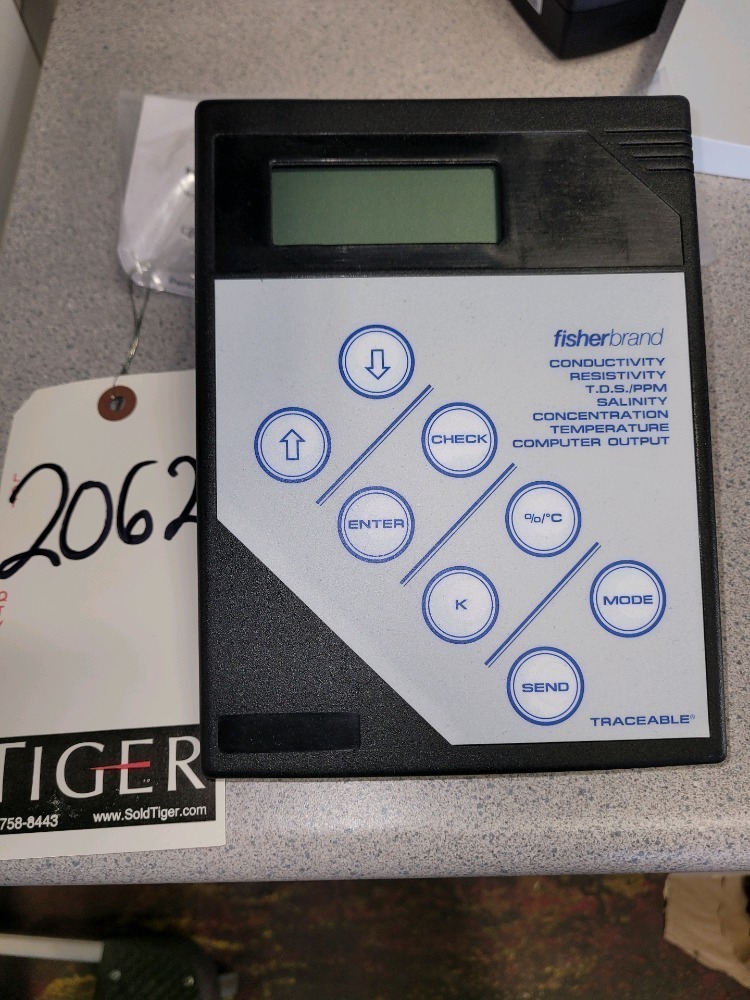 fisherbrand
CONDUCTIVITY
RESISTIVITY
T.D.S./PPM
SALINITY
CONCENTRATION
TEMPERATURE
COMPUTER OUTPUT
CHECK
ENTER
%/°C
K
MODE
SEND
TRACEABLE®
2062
TIGER
758-8443 www.SoldTiger.com